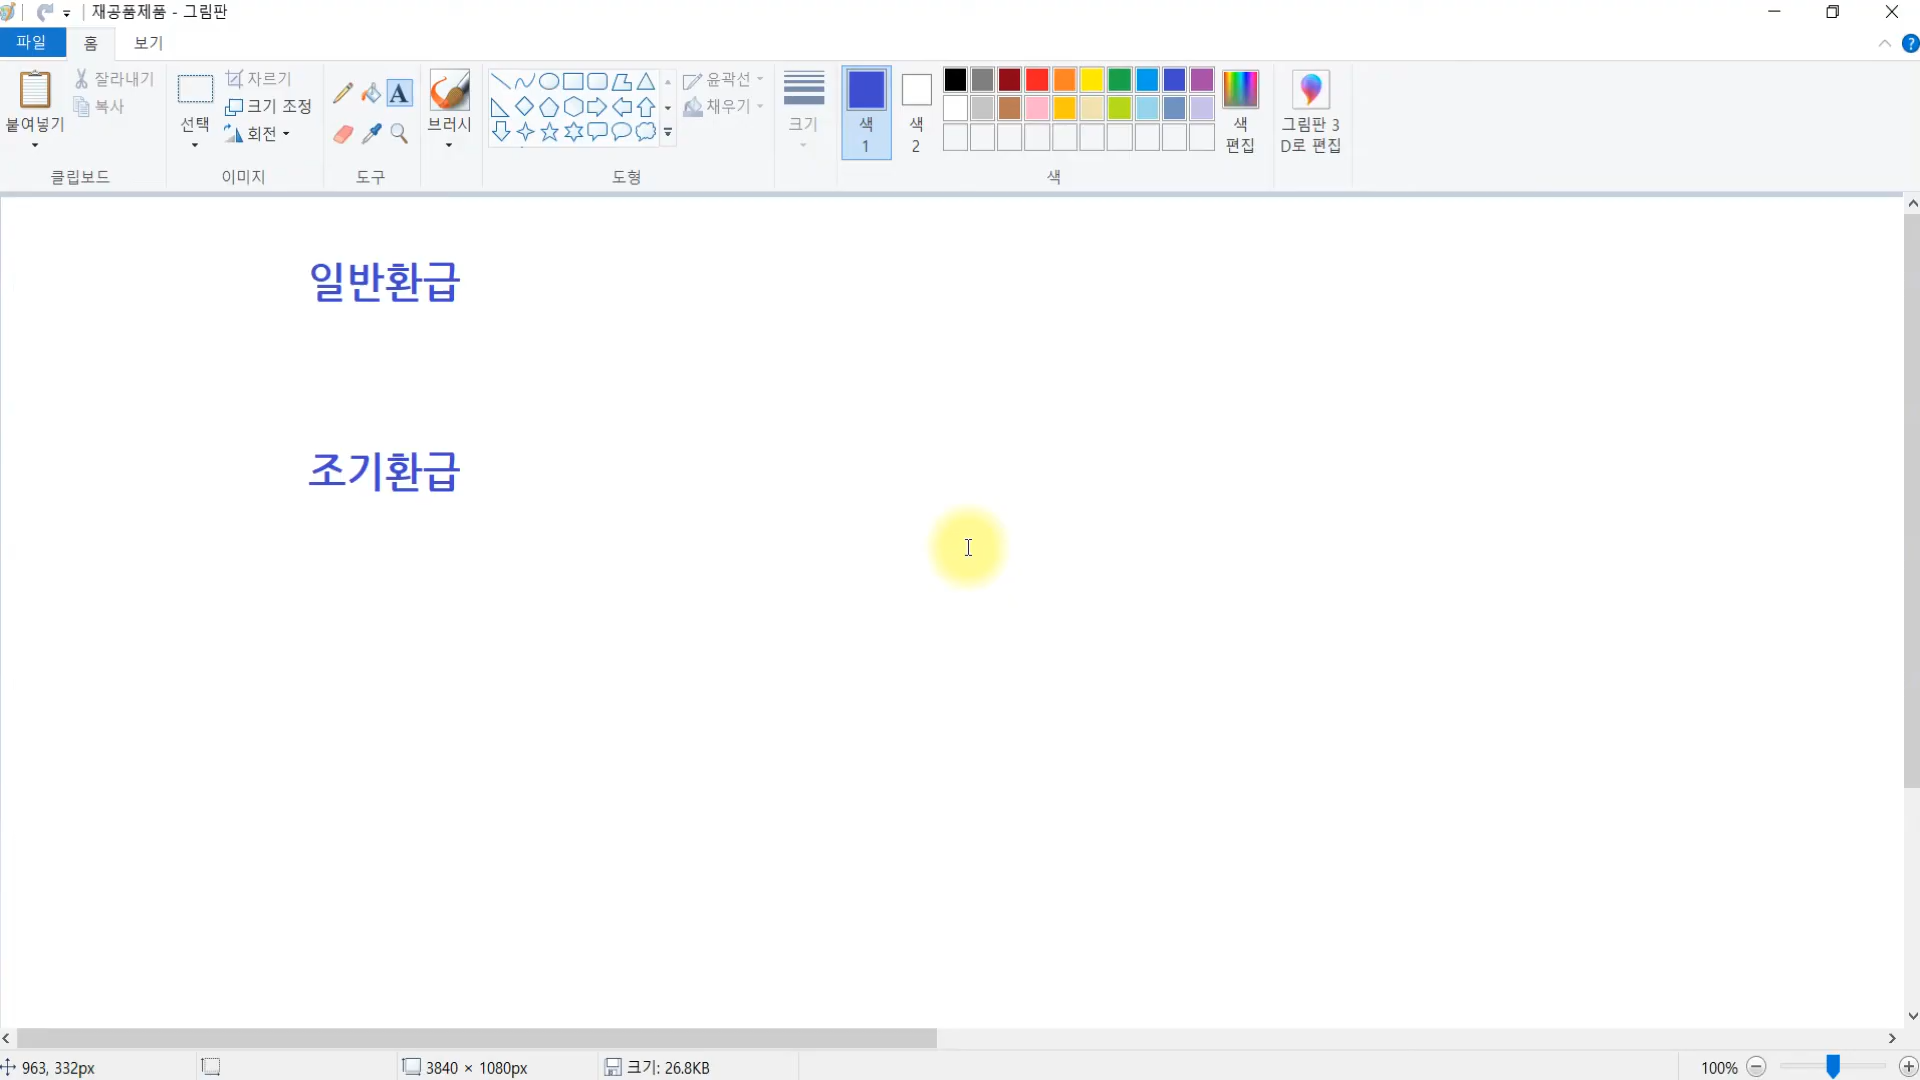 재공품제품 - 그림판
파일 홈 보기
붙여넣기
잘라내기
복사
클립보드
선택
자르기
크기 조정
회전
이미지
A
도구
브러시
윤곽선
채우기
도형
크기
색
1
색
2
색
편집
색
그림판 3
D로 편집
?
일반환급
조기환급
963, 332px
3840 × 1080px
크기: 26.8KB
100%